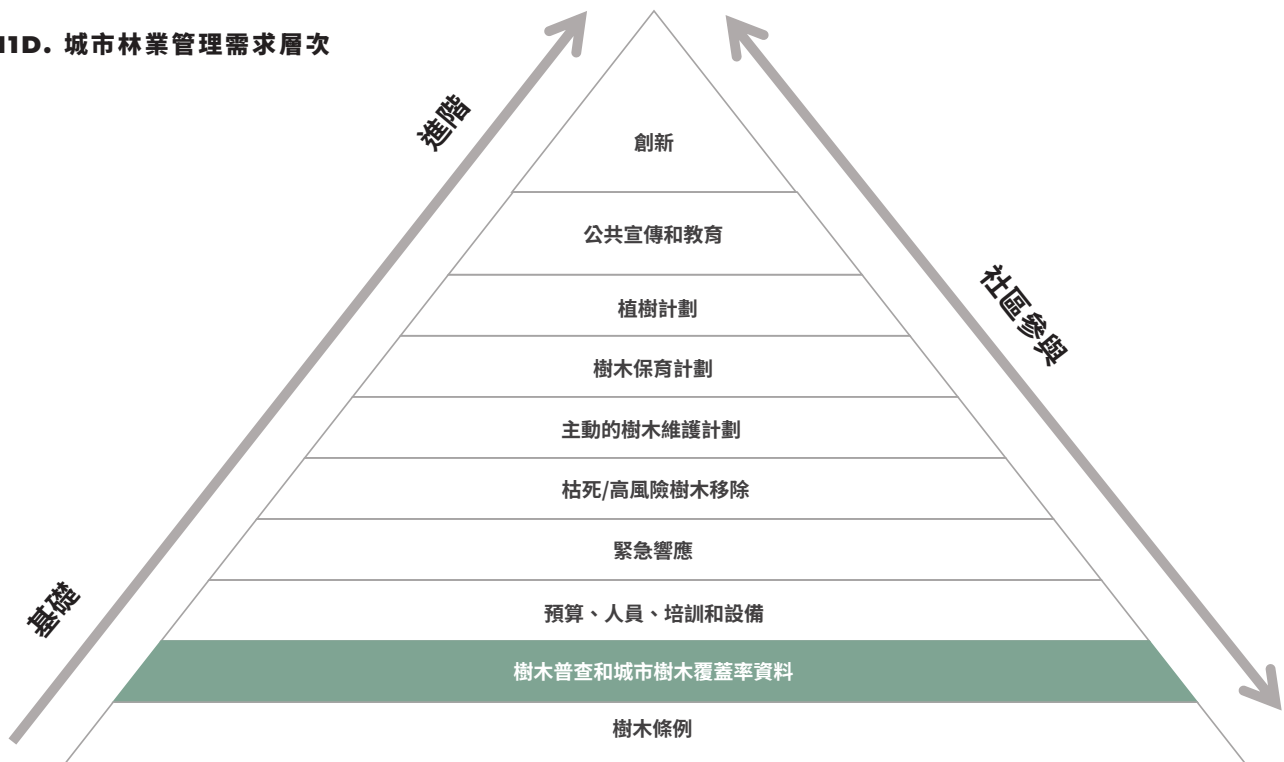 11D. 城市林業管理需求層次
進階
創新
公共宣傳和教育
社區參與
植樹計劃
樹木保育計劃
主動的樹木維護計劃
枯死/高風險樹木移除
緊急響應
基礎
預算、人員、培訓和設備
樹木普查和城市樹木覆蓋率資料
樹木條例